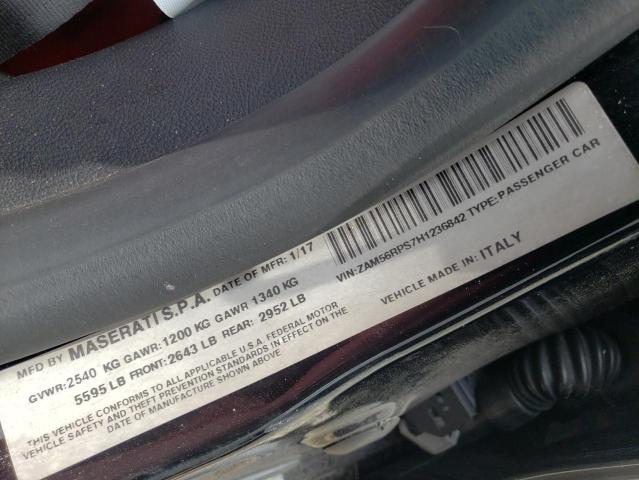 MFD BY MASERATI S.P.A. DATE OF MFR: 1/17
GVWR:2540 KG GAWR:1200 KG GAWR 1340 KG
5595 LB FRONT:2643 LB REAR: 2952 LB
THIS VEHICLE CONFORMS TO ALL APPLICABLE U.S.A. FEDERAL MOTOR
VEHICLE SAFETY AND THEFT PREVENTION STANDARDS IN EFFECT ON THE
DATE OF MANUFACTURE SHOWN ABOVE.
VIN:ZAM56RPS7H1236842 TYPE:PASSENGER CAR
VEHICLE MADE IN: ITALY